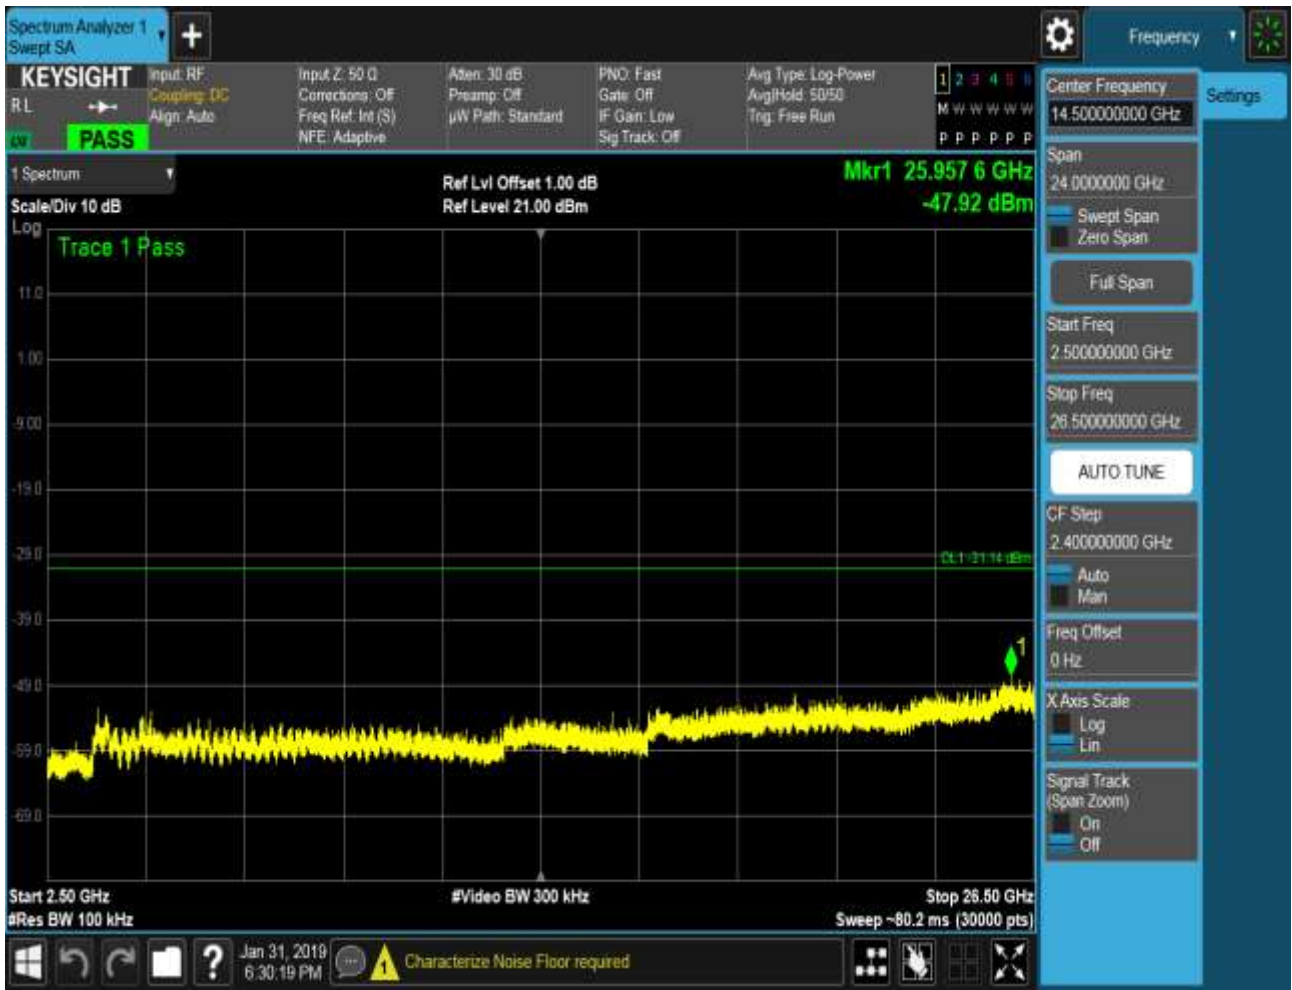 Spectrum Analyzer 1
Swept SA
+
Frequency
KEYSIGHT
R L
PASS
Input: RF
Coupling: DC
Align: Auto
Input Z: 50 Ω
Corrections: Off
Freq Ref: Int (S)
NFE: Adaptive
Atten: 30 dB
Preamp: Off
µW Path: Standard
PNO: Fast
Gate: Off
IF Gain: Low
Sig Track: Off
Avg Type: Log-Power
Avg|Hold: 50/50
Trig: Free Run
1 2 3 4 5 6
M W W W W W
P P P P P P
1 Spectrum
Scale/Div 10 dB
Ref Lvl Offset 1.00 dB
Ref Level 21.00 dBm
Mkr1 25.957 6 GHz
-47.92 dBm
Log
Trace 1 Pass
11.0
1.00
-9.00
-19.0
-29.0
DL1 -31.14 dBm
-39.0
1
-49.0
-59.0
-69.0
Start 2.50 GHz
#Video BW 300 kHz
Stop 26.50 GHz
#Res BW 100 kHz
Sweep ~80.2 ms (30000 pts)
?
Jan 31, 2019
6:30:19 PM
1
Characterize Noise Floor required
Center Frequency
14.500000000 GHz
Settings
Span
24.0000000 GHz
Swept Span
Zero Span
Full Span
Start Freq
2.500000000 GHz
Stop Freq
26.500000000 GHz
AUTO TUNE
CF Step
2.400000000 GHz
Auto
Man
Freq Offset
0 Hz
X Axis Scale
Log
Lin
Signal Track
(Span Zoom)
On
Off